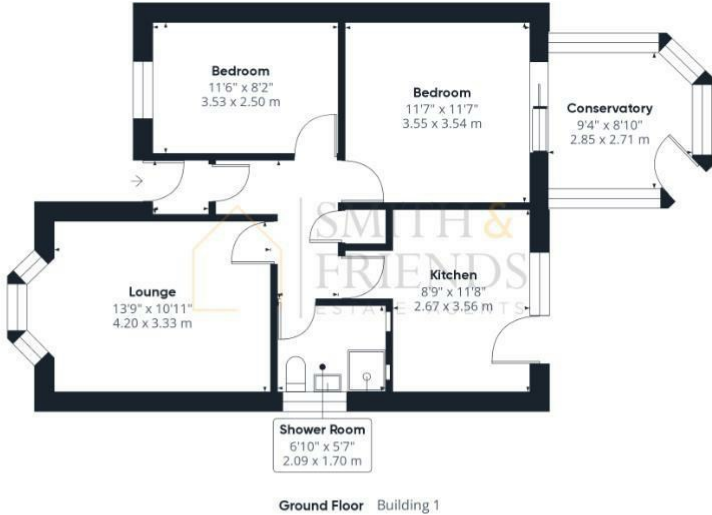 Bedroom
11'6" x 8'2"
3.53 x 2.50 m
Bedroom
11'7" x 11'7"
3.55 x 3.54 m
Conservatory
9'4" x 8'10"
2.85 x 2.71 m
SMITH &
FRIENDS
ESTATE AGENTS
Lounge
13'9" x 10'11"
4.20 x 3.33 m
Kitchen
8'9" x 11'8"
2.67 x 3.56 m
Shower Room
6'10" x 5'7"
2.09 x 1.70 m
Ground Floor Building 1